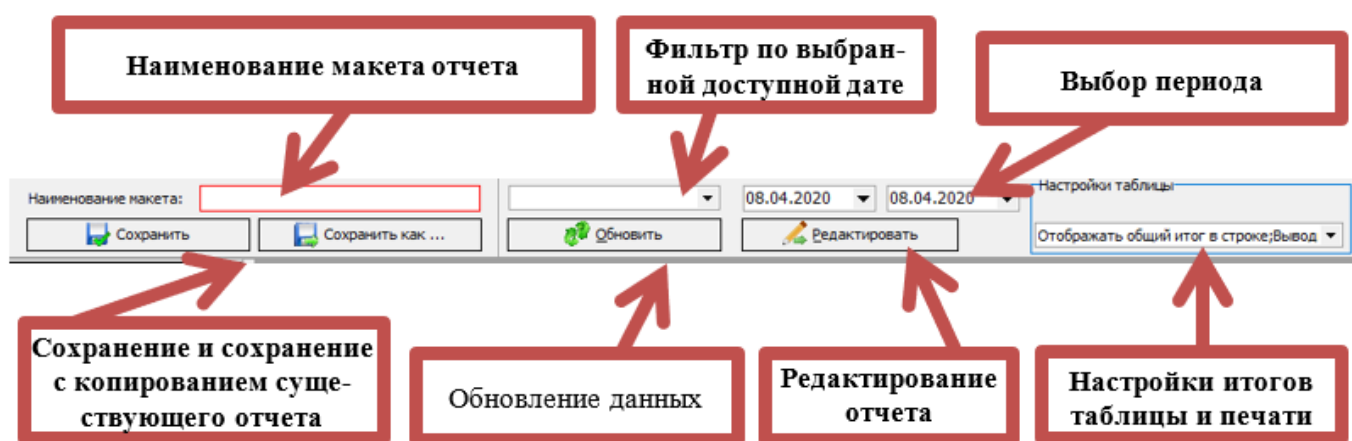 Наименование макета отчета
Фильтр по выбран-
ной доступной дате
Выбор периода
Наименование макета:
08.04.2020
08.04.2020
Настройки таблицы
Сохранить
Сохранить как ...
Обновить
Редактировать
Отображать общий итог в строке;Вывод
Сохранение и сохранение
с копированием суще-
ствующего отчета
Обновление данных
Редактирование
отчета
Настройки итогов
таблицы и печати